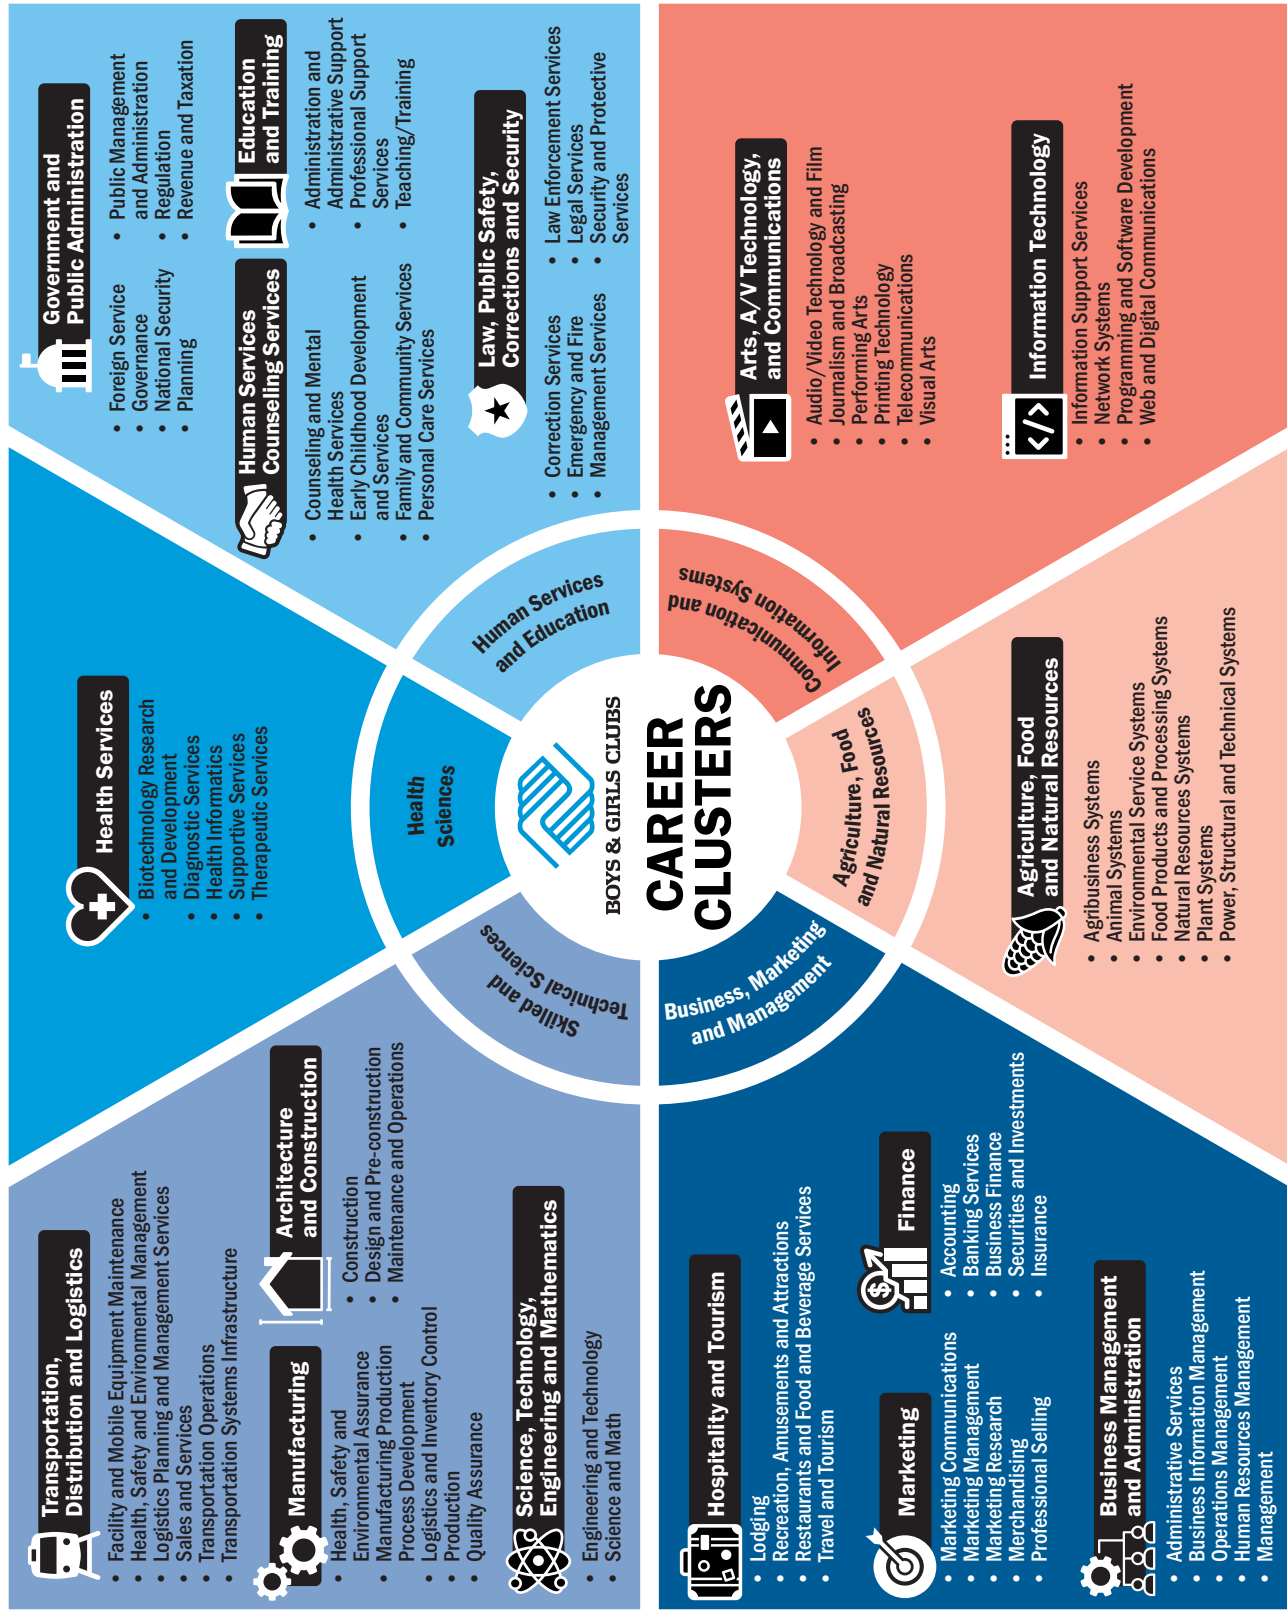 Transportation,
Distribution and Logistics
• Facility and Mobile Equipment Maintenance
• Health, Safety and Environmental Management
• Logistics Planning and Management Services
• Sales and Services
• Transportation Operations
• Transportation Systems Infrastructure
Manufacturing
• Health, Safety and
Environmental Assurance
• Manufacturing Production
Process Development
• Logistics and Inventory Control
• Production
• Quality Assurance
Architecture
and Construction
• Construction
• Design and Pre-construction
• Maintenance and Operations
Science, Technology,
Engineering and Mathematics
• Engineering and Technology
• Science and Math
Health Services
• Biotechnology Research
and Development
• Diagnostic Services
• Health Informatics
• Supportive Services
• Therapeutic Services
Government and
Public Administration
• Foreign Service
• Governance
• National Security
• Planning
• Public Management
and Administration
• Regulation
• Revenue and Taxation
Human Services
Counseling Services
• Counseling and Mental
Health Services
• Early Childhood Development
and Services
• Family and Community Services
• Personal Care Services
Education
and Training
• Administration and
Administrative Support
• Professional Support
Services
• Teaching/Training
Law, Public Safety,
Corrections and Security
• Correction Services
• Emergency and Fire
• Management Services
• Law Enforcement Services
• Legal Services
• Security and Protective
Services
Skilled and
Technical Sciences
Health
Sciences
Human Services
and Education
BOYS & GIRLS CLUBS
CAREER
CLUSTERS
Business, Marketing
and Management
Agriculture, Food
and Natural Resources
Communication and
Information Systems
Hospitality and Tourism
• Lodging
• Recreation, Amusements and Attractions
• Restaurants and Food and Beverage Services
• Travel and Tourism
Marketing
• Marketing Communications
• Marketing Management
• Marketing Research
• Merchandising
• Professional Selling
Finance
• Accounting
• Banking Services
• Business Finance
• Securities and Investments
• Insurance
$
Business Management
and Administration
• Administrative Services
• Business Information Management
• Operations Management
• Human Resources Management
• Management
Agriculture, Food
and Natural Resources
• Agribusiness Systems
• Animal Systems
• Environmental Service Systems
• Food Products and Processing Systems
• Natural Resources Systems
• Plant Systems
• Power, Structural and Technical Systems
Arts, A/V Technology,
and Communications
• Audio/Video Technology and Film
• Journalism and Broadcasting
• Performing Arts
• Printing Technology
• Telecommunications
• Visual Arts
</>
Information Technology
• Information Support Services
• Network Systems
• Programming and Software Development
• Web and Digital Communications